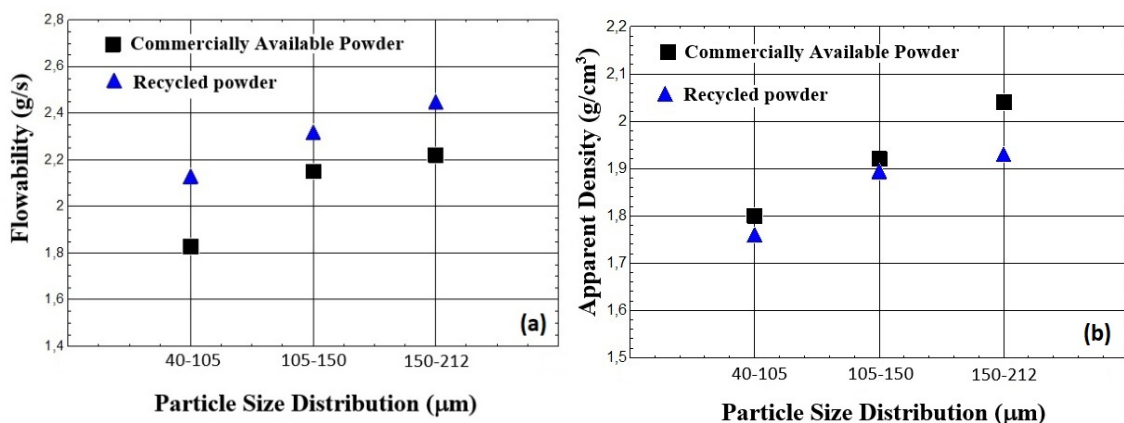 2,8
2,6
2,4
2,2
2
1,8
1,6
1,4
Flowability (g/s)
Commercially Available Powder
Recycled powder
(a)
40-105
105-150
150-212
Particle Size Distribution (µm)
2,2
2,1
2
1,9
1,8
1,7
1,6
1,5
Apparent Density (g/cm³)
Commercially Available Powder
Recycled powder
(b)
40-105
105-150
150-212
Particle Size Distribution (µm)